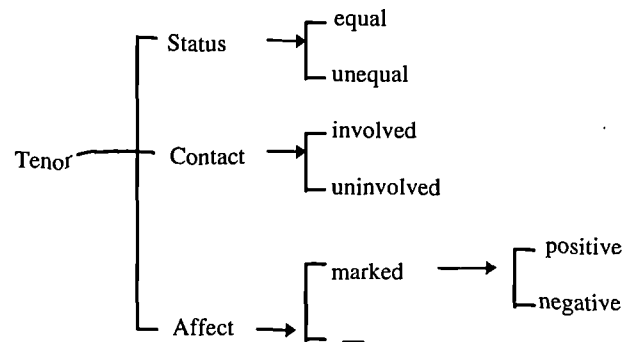 equal
Status
unequal
involved
Tenor Contact
uninvolved
positive
marked
negative
Affect